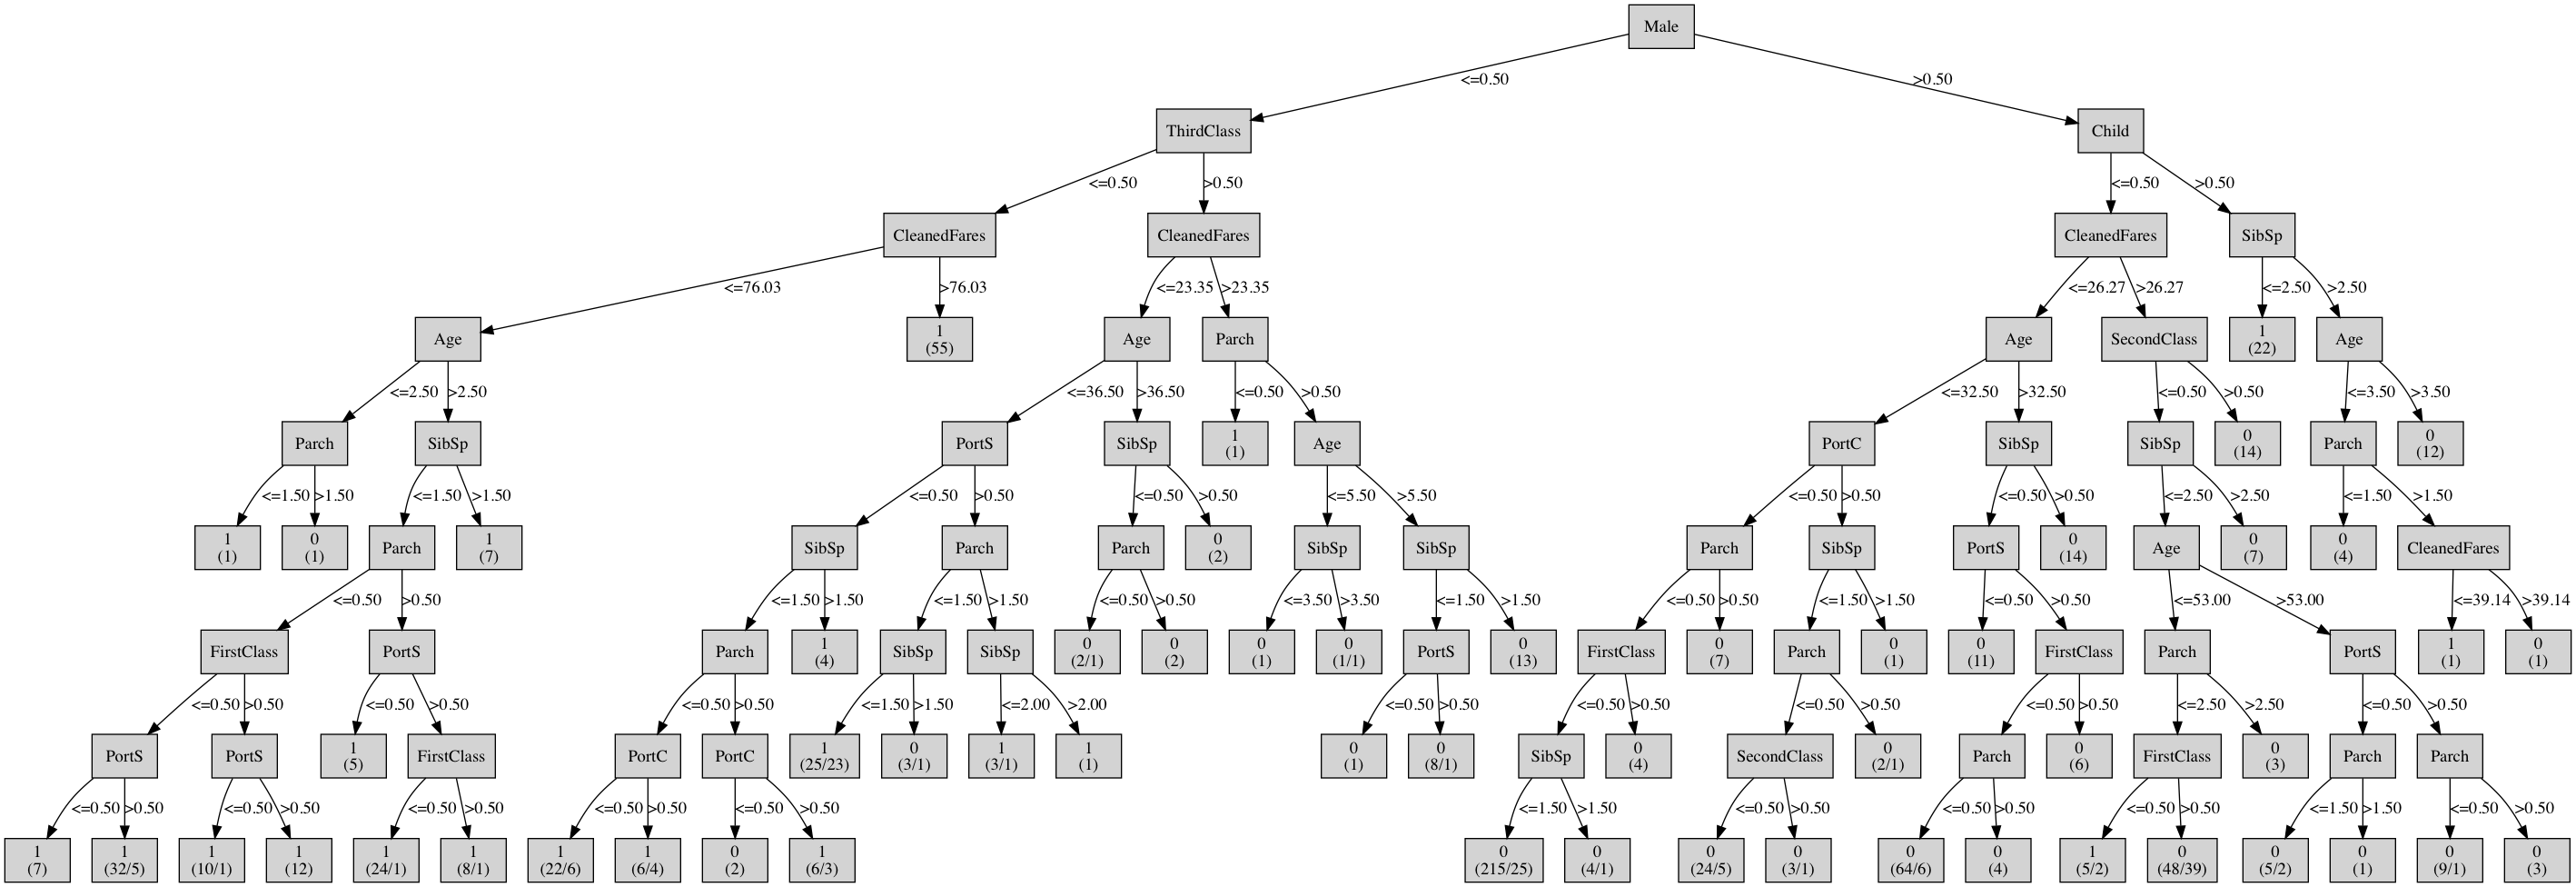 Male
<=0.50 >0.50
ThirdClass Child
<=0.50 >0.50 <=0.50 >0.50
CleanedFares CleanedFares CleanedFares SibSp
<=76.03 >76.03 <=23.35 >23.35 <=26.27 >26.27 <=2.50 >2.50
Age 1 Age Parch Age SecondClass 1 Age
(55) (22)
<=2.50 >2.50 <=36.50 >36.50 <=0.50 >0.50 <=32.50 >32.50 <=0.50 >0.50 <=3.50 >3.50
Parch SibSp PortS SibSp 1 Age PortC SibSp SibSp 0 Parch 0
(1) (14) (12)
<=1.50 >1.50 <=1.50 >1.50 <=0.50 >0.50 <=0.50 >0.50 <=5.50 >5.50 <=0.50 >0.50 <=0.50 >0.50 <=2.50 >2.50 <=1.50 >1.50
1 0 Parch 1 SibSp Parch Parch 0 SibSp SibSp Parch SibSp PortS 0 Age 0 0 CleanedFares
(1) (1) (7) (2) (14) (7) (4)
<=0.50 >0.50 <=1.50 >1.50 <=1.50 >1.50 <=0.50 >0.50 <=3.50 >3.50 <=1.50 >1.50 <=0.50 >0.50 <=1.50 >1.50 <=0.50 >0.50 <=53.00 >53.00 <=39.14 >39.14
FirstClass PortS Parch 1 SibSp SibSp 0 0 0 0 PortS 0 FirstClass 0 Parch 0 0 FirstClass Parch PortS 1 0
(4) (2/1) (2) (1) (1/1) (13) (7) (1) (11) (1) (1)
<=0.50 >0.50 <=0.50 >0.50 <=0.50 >0.50 <=1.50 >1.50 <=2.00 >2.00 <=0.50 >0.50 <=0.50 >0.50 <=0.50 >0.50 <=0.50 >0.50 <=2.50 >2.50 <=0.50 >0.50
PortS PortS 1 FirstClass PortC PortC 1 0 1 1 0 0 SibSp 0 SecondClass 0 Parch 0 FirstClass 0 Parch Parch
(5) (25/23) (3/1) (3/1) (1) (1) (8/1) (4) (2/1) (6) (3)
<=0.50 >0.50 <=0.50 >0.50 <=0.50 >0.50 <=0.50 >0.50 <=0.50 >0.50 <=1.50 >1.50 <=0.50 >0.50 <=0.50 >0.50 <=0.50 >0.50 <=1.50 >1.50 <=0.50 >0.50
1 1 1 1 1 1 1 1 0 1 0 0 0 0 0 0 1 0 0 0 0 0
(7) (32/5) (10/1) (12) (24/1) (8/1) (22/6) (6/4) (2) (6/3) (215/25) (4/1) (24/5) (3/1) (64/6) (4) (5/2) (48/39) (5/2) (1) (9/1) (3)